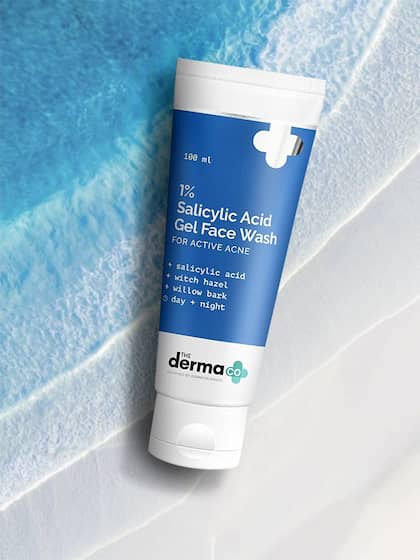 100 ml
1%
Salicylic Acid
Gel Face Wash
FOR ACTIVE ACNE
+ salicylic acid
+ witch hazel
+ willow bark
day + night
THE
derma co.